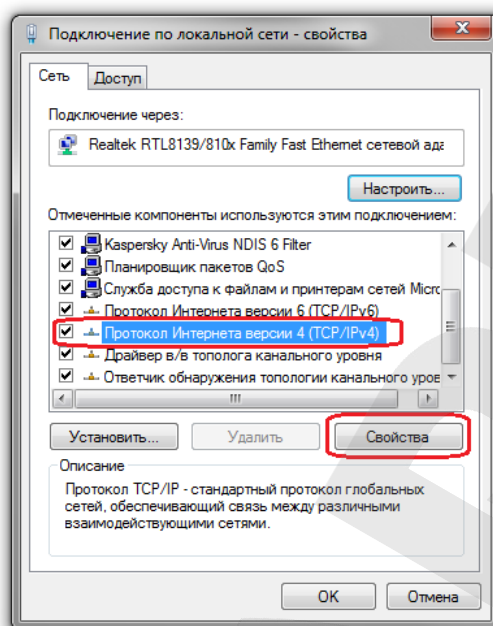 Подключение по локальной сети - свойства
Сеть
Доступ
Подключение через:
Realtek RTL8139/810x Family Fast Ethernet сетевой ада
Настроить...
Отмеченные компоненты используются этим подключением:
Kaspersky Anti-Virus NDIS 6 Filter
Планировщик пакетов QoS
Служба доступа к файлам и принтерам сетей Micro
Протокол Интернета версии 6 (TCP/IPv6)
Протокол Интернета версии 4 (TCP/IPv4)
Драйвер в/в тополога канального уровня
Ответчик обнаружения топологии канального уров
Установить...
Удалить
Свойства
Описание
Протокол TCP/IP - стандартный протокол глобальных
сетей, обеспечивающий связь между различными
взаимодействующими сетями.
OK
Отмена